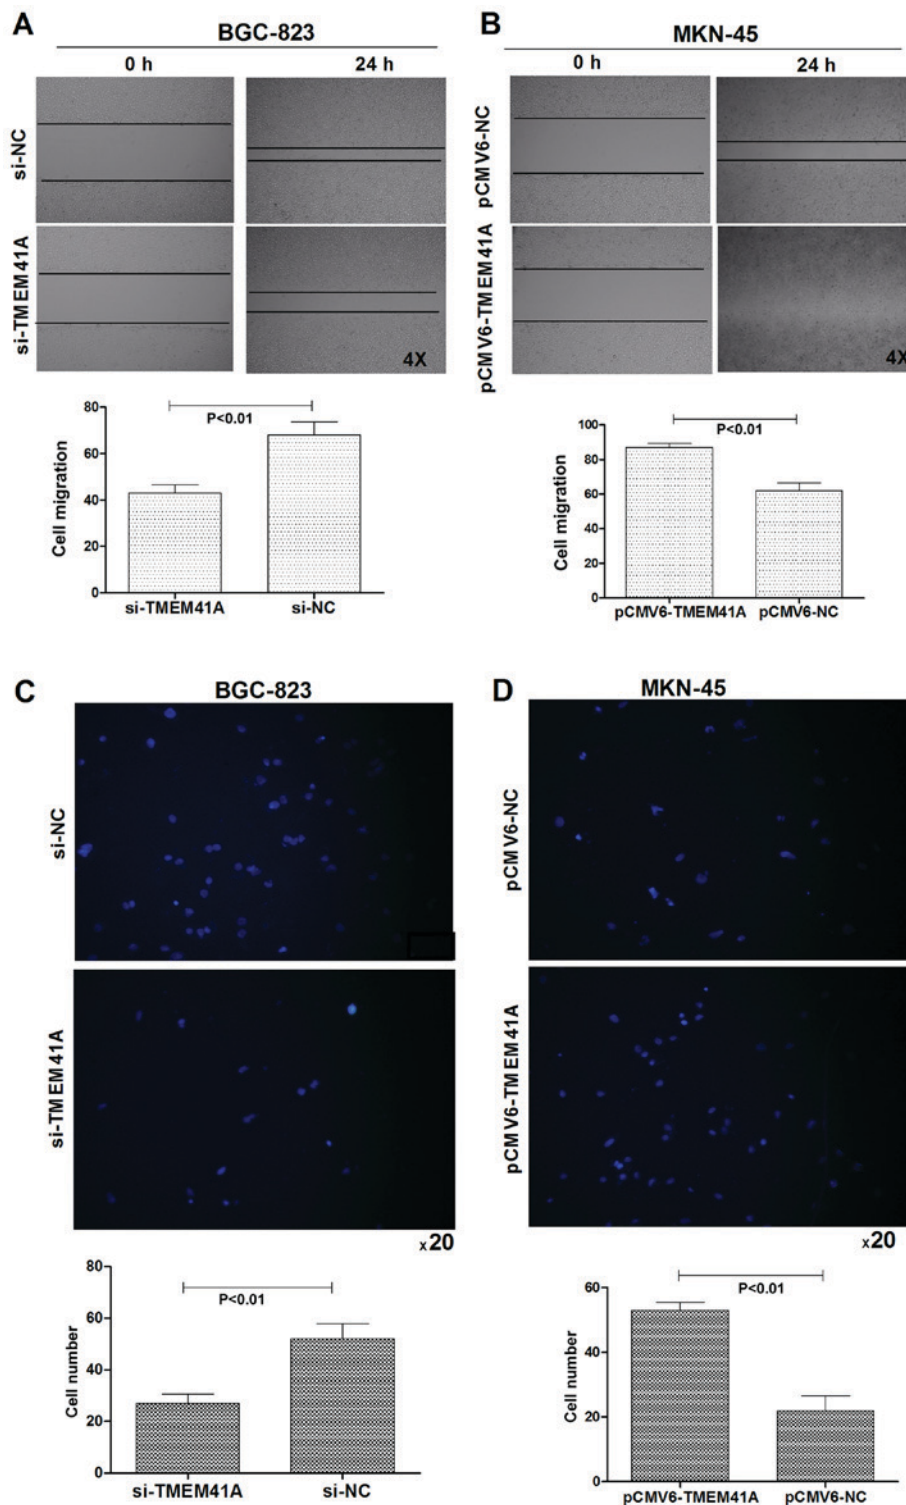 A
BGC-823
0 h
24 h
si-NC
si-TMEM41A
4X
80
60
40
20
0
Cell migration
P<0.01
si-TMEM41A
si-NC
B
MKN-45
0 h
24 h
pCMV6-NC
pCMV6-TMEM41A
4X
100
80
60
40
20
0
Cell migration
P<0.01
pCMV6-TMEM41A
pCMV6-NC
C
BGC-823
si-NC
si-TMEM41A
x20
80
60
40
20
0
Cell number
P<0.01
si-TMEM41A
si-NC
D
MKN-45
pCMV6-NC
pCMV6-TMEM41A
x20
60
40
20
0
Cell number
P<0.01
pCMV6-TMEM41A
pCMV6-NC